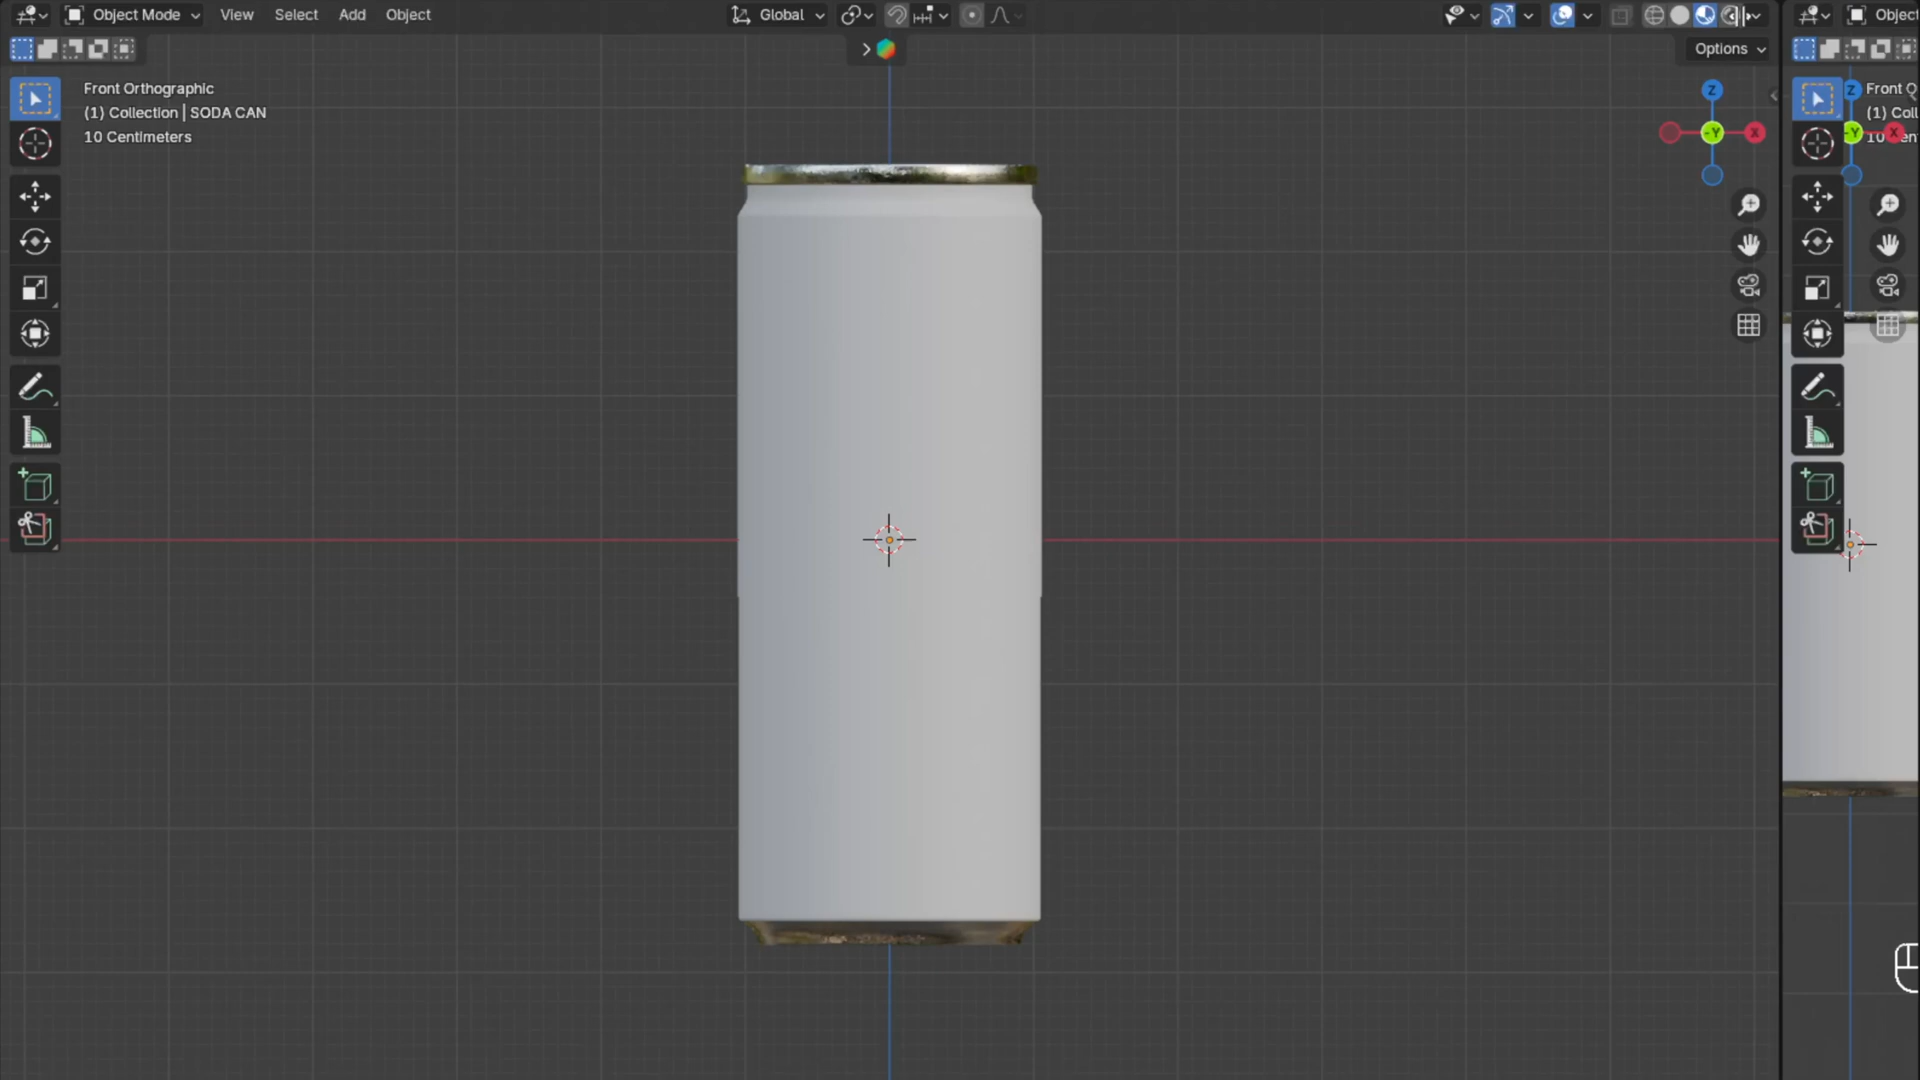 Object Mode View Select Add Object Global Object
Options
Front Orthographic
(1) Collection | SODA CAN
10 Centimeters
Z
X
-Y
Z
Front O
(1) Coll
-Y
X